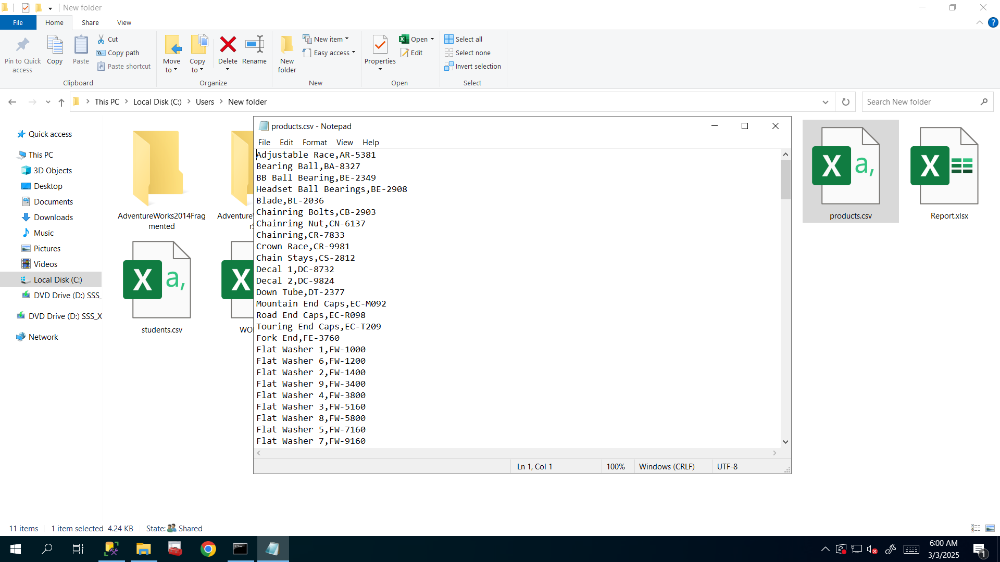 New folder
File Home Share View
Pin to Quick access
Copy
Paste
Cut
Copy path
Paste shortcut
Clipboard
Move to
Copy to
Delete
Rename
Organize
New folder
New item
Easy access
New
Properties
Open
Edit
Open
Select all
Select none
Invert selection
Select
This PC > Local Disk (C:) > Users > New folder
Search New folder
Quick access
This PC
3D Objects
Desktop
Documents
Downloads
Music
Pictures
Videos
Local Disk (C:)
DVD Drive (D:) SSS_
DVD Drive (D:) SSS_X
Network
AdventureWorks2014Frag
mented
students.csv
products.csv
Report.xlsx
products.csv - Notepad
File Edit Format View Help
Adjustable Race,AR-5381
Bearing Ball,BA-8327
BB Ball Bearing,BE-2349
Headset Ball Bearings,BE-2908
Blade,BL-2036
Chainring Bolts,CB-2903
Chainring Nut,CN-6137
Chainring,CR-7833
Crown Race,CR-9981
Chain Stays,CS-2812
Decal 1,DC-8732
Decal 2,DC-9824
Down Tube,DT-2377
Mountain End Caps,EC-M092
Road End Caps,EC-R098
Touring End Caps,EC-T209
Fork End,FE-3760
Flat Washer 1,FW-1000
Flat Washer 6,FW-1200
Flat Washer 2,FW-1400
Flat Washer 9,FW-3400
Flat Washer 4,FW-3800
Flat Washer 3,FW-5160
Flat Washer 8,FW-5800
Flat Washer 5,FW-7160
Flat Washer 7,FW-9160
Ln 1, Col 1 100% Windows (CRLF) UTF-8
11 items 1 item selected 4.24 KB State: Shared
6:00 AM
3/3/2025
1